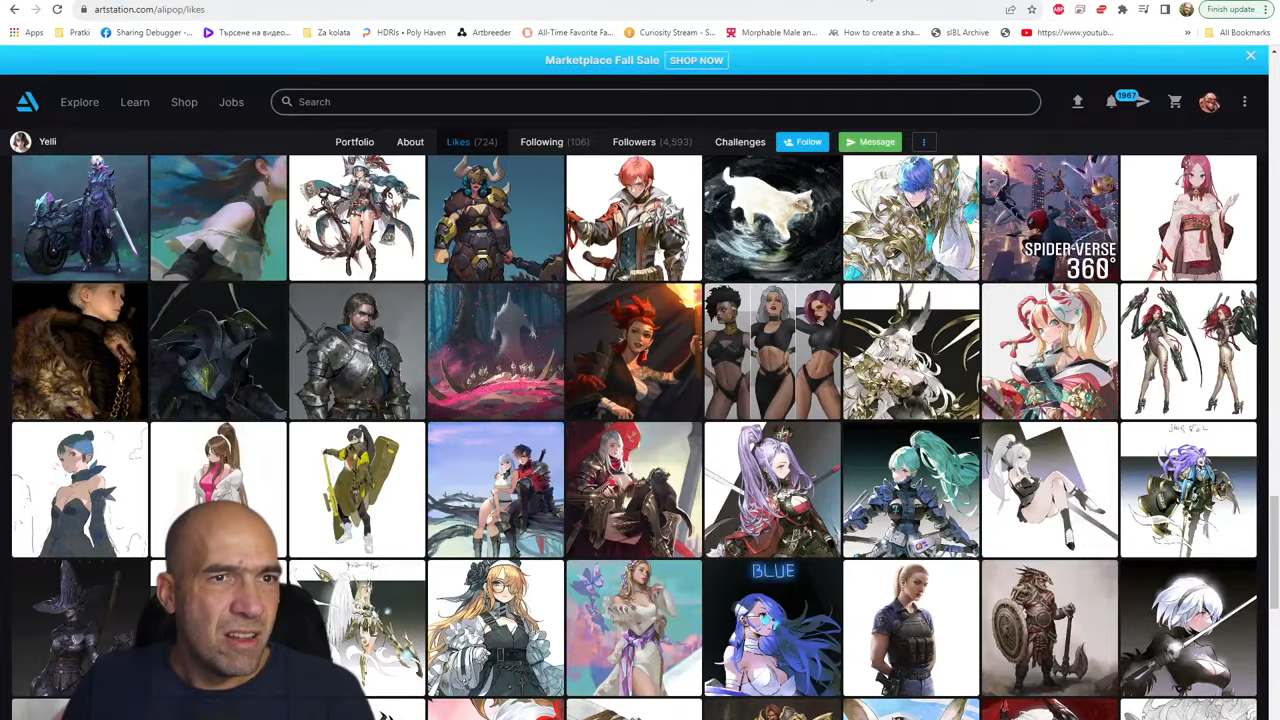 artstation.com/alipop/likes
Finish update
Apps
Pratki
Sharing Debugger -...
Търсене на видео...
Za kolata
HDRIs • Poly Haven
Artbreeder
All-Time Favorite Fa...
Curiosity Stream - S...
Morphable Male an...
How to create a sha...
sIBL Archive
https://www.youtub...
»
All Bookmarks
Marketplace Fall Sale SHOP NOW
Explore Learn Shop Jobs Search 1967
Yelli Portfolio About Likes (724) Following (106) Followers (4,593) Challenges Follow Message
SPIDER-VERSE
360°
BLUE